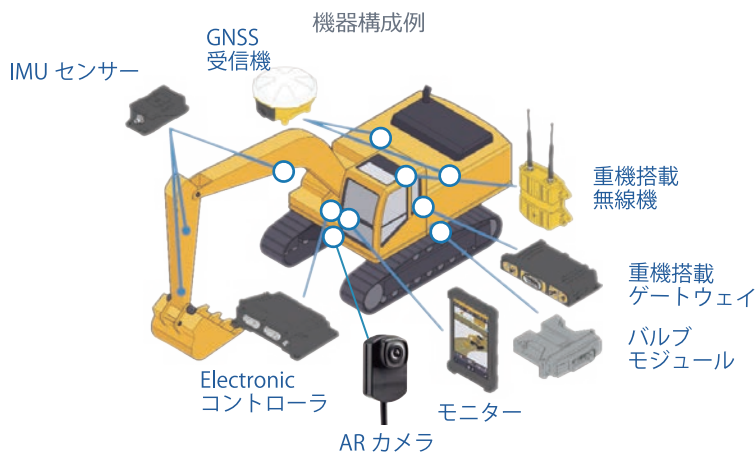 機器構成例
GNSS
受信機
IMU センサー
重機搭載
無線機
重機搭載
ゲートウェイ
バルブ
モジュール
Electronic
コントローラ
モニター
AR カメラ